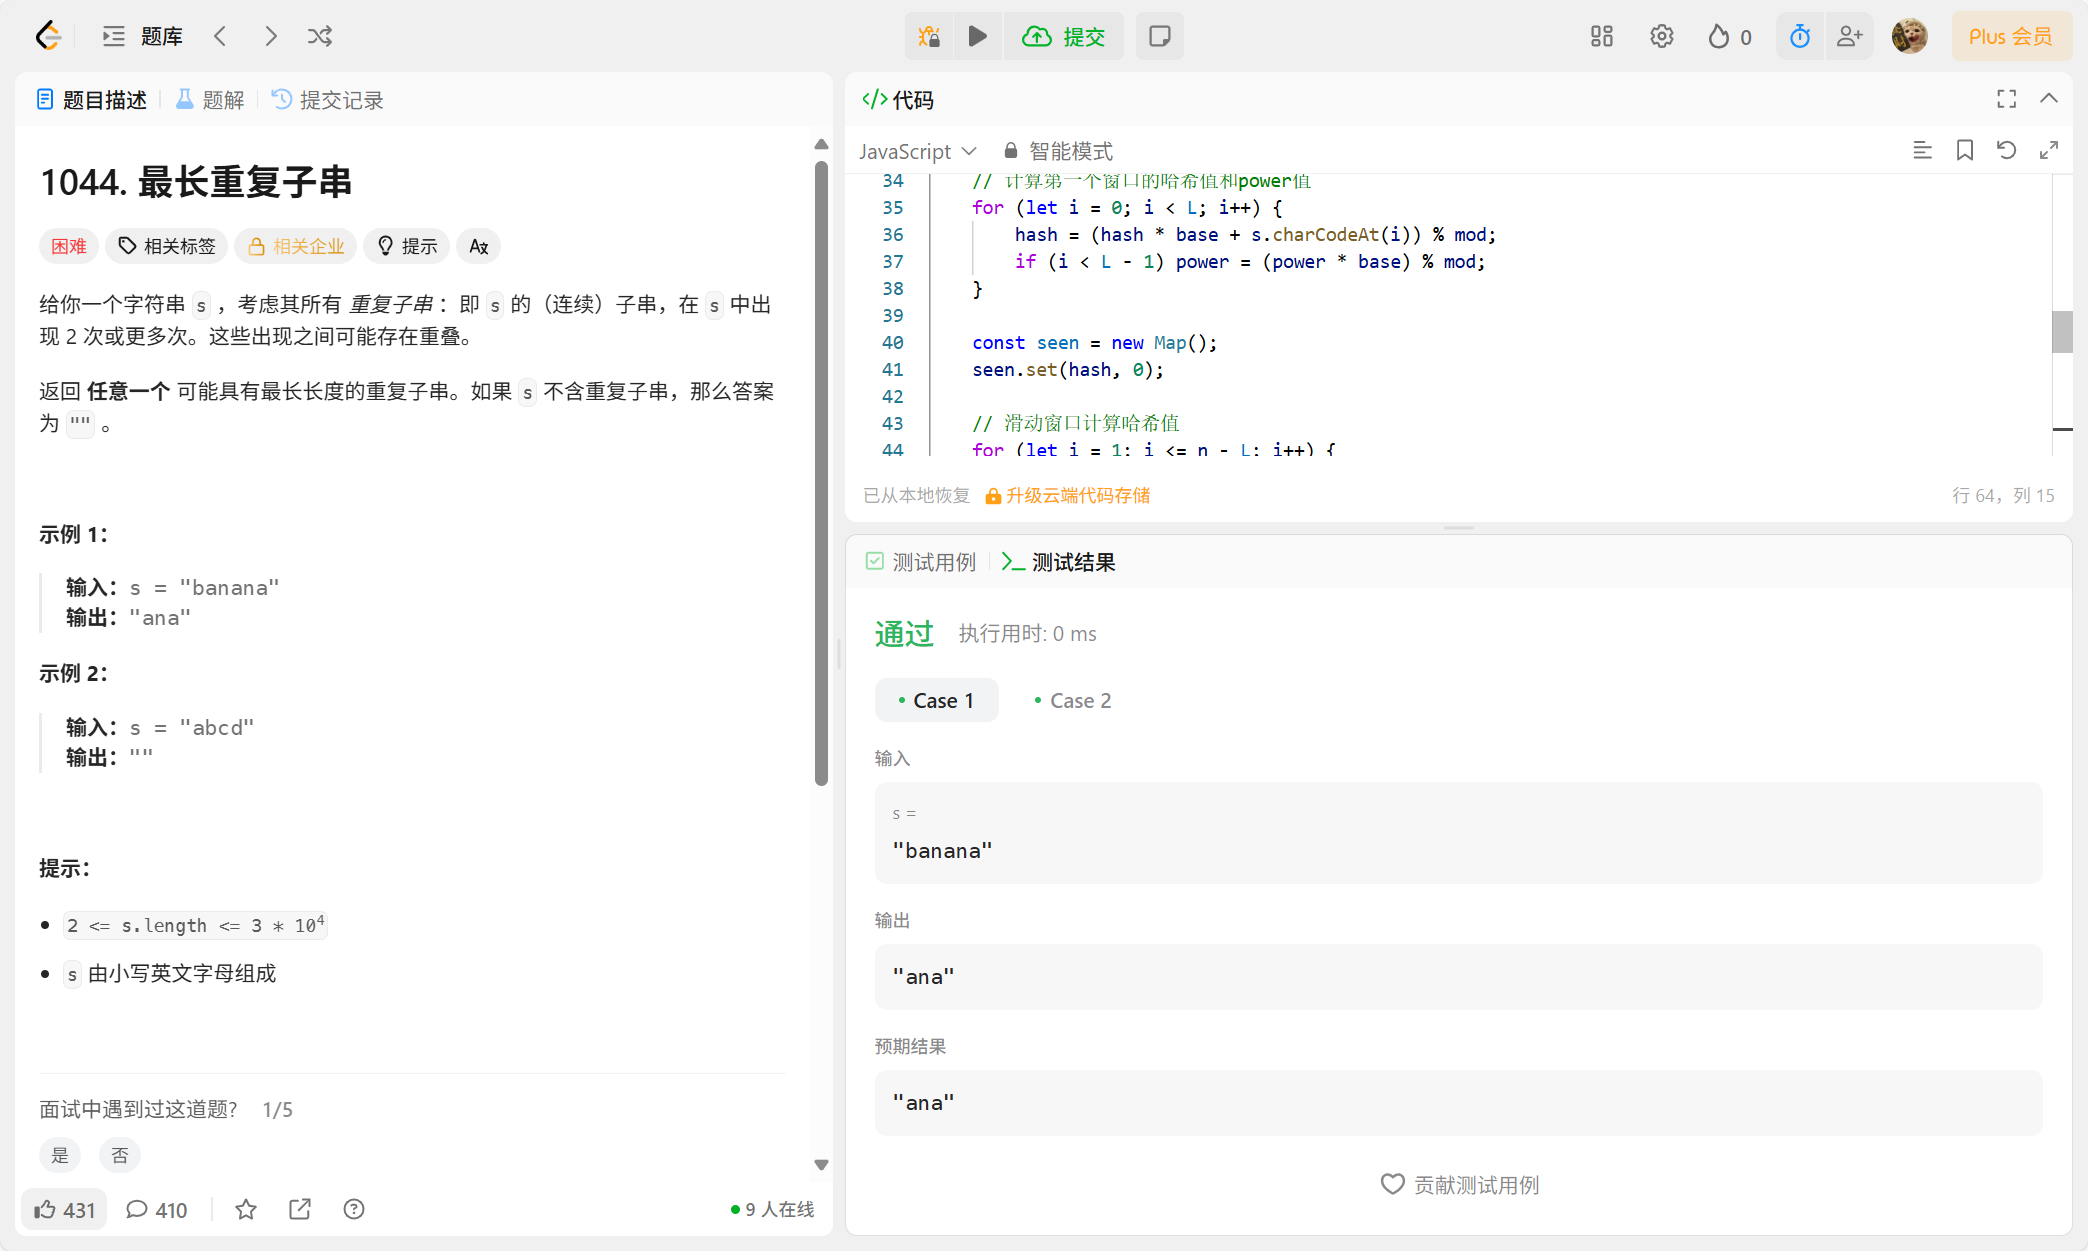 题库
提交
0
Plus 会员
题目描述
题解
提交记录
1044. 最长重复子串
困难
相关标签
相关企业
提示
给你一个字符串 s ，考虑其所有 重复子串 ：即 s 的（连续）子串，在 s 中出
现 2 次或更多次。这些出现之间可能存在重叠。
返回 任意一个 可能具有最长长度的重复子串。如果 s 不含重复子串，那么答案
为 "" 。
示例 1：
输入：s = "banana"
输出："ana"
示例 2：
输入：s = "abcd"
输出：""
提示：
2 <= s.length <= 3 * 10⁴
s 由小写英文字母组成
面试中遇到过这道题? 1/5
是
否
431
410
9 人在线
</> 代码
JavaScript
智能模式
34 // 计算第一个窗口的哈希值和power值
35 for (let i = 0; i < L; i++) {
36 hash = (hash * base + s.charCodeAt(i)) % mod;
37 if (i < L - 1) power = (power * base) % mod;
38 }
39
40 const seen = new Map();
41 seen.set(hash, 0);
42
43 // 滑动窗口计算哈希值
44 for (let i = 1; i <= n - L; i++) {
已从本地恢复
升级云端代码存储
行 64，列 15
测试用例
测试结果
通过
执行用时: 0 ms
Case 1
Case 2
输入
s =
"banana"
输出
"ana"
预期结果
"ana"
贡献测试用例